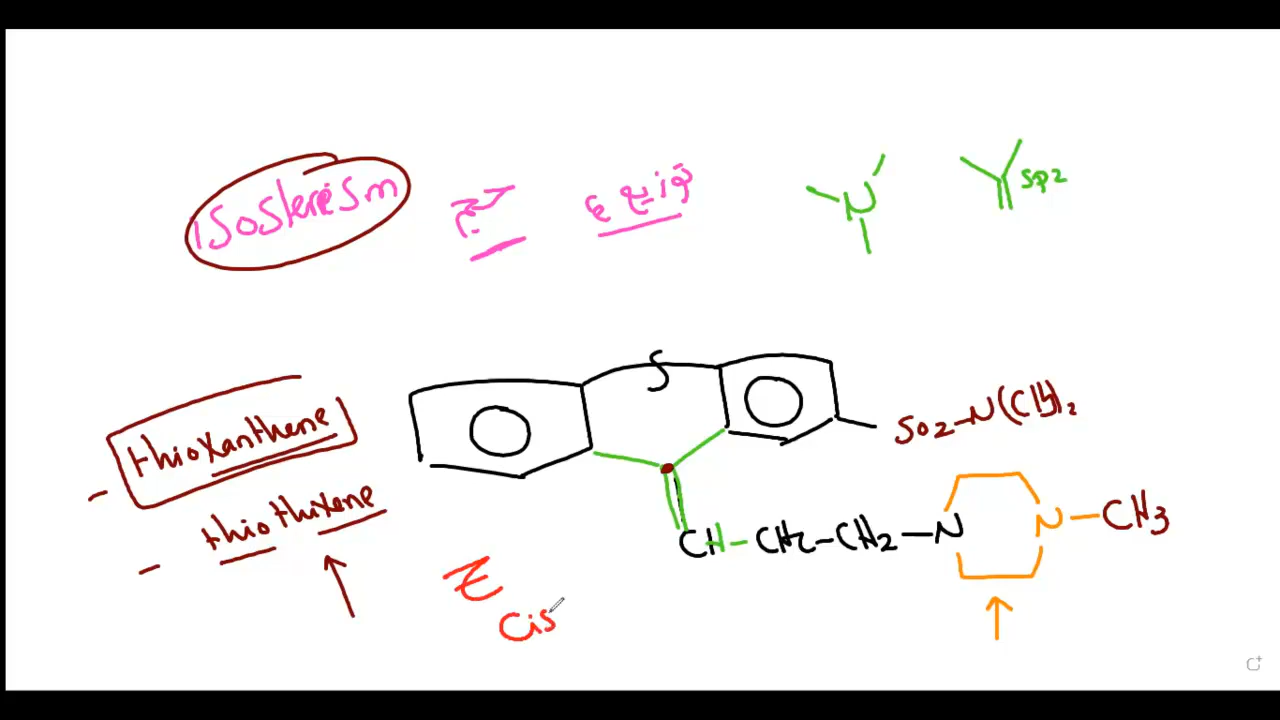 isosterism حجم توزيع e
N sp2
S
thioxanthene
SO2-N(CH3)2
thiothixene
CH-CH2-CH2-N N-CH3
Z
Cis